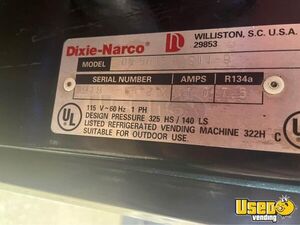 Dixie-Narco®
WILLISTON, S.C. U.S.A.
29853
MODEL
SERIAL NUMBER AMPS R134a
115 V~60 Hz 1 PH
DESIGN PRESSURE 325 HS / 140 LS
LISTED REFRIGERATED VENDING MACHINE 322H
SUITABLE FOR OUTDOOR USE.
UL
UL
C
Used
vending